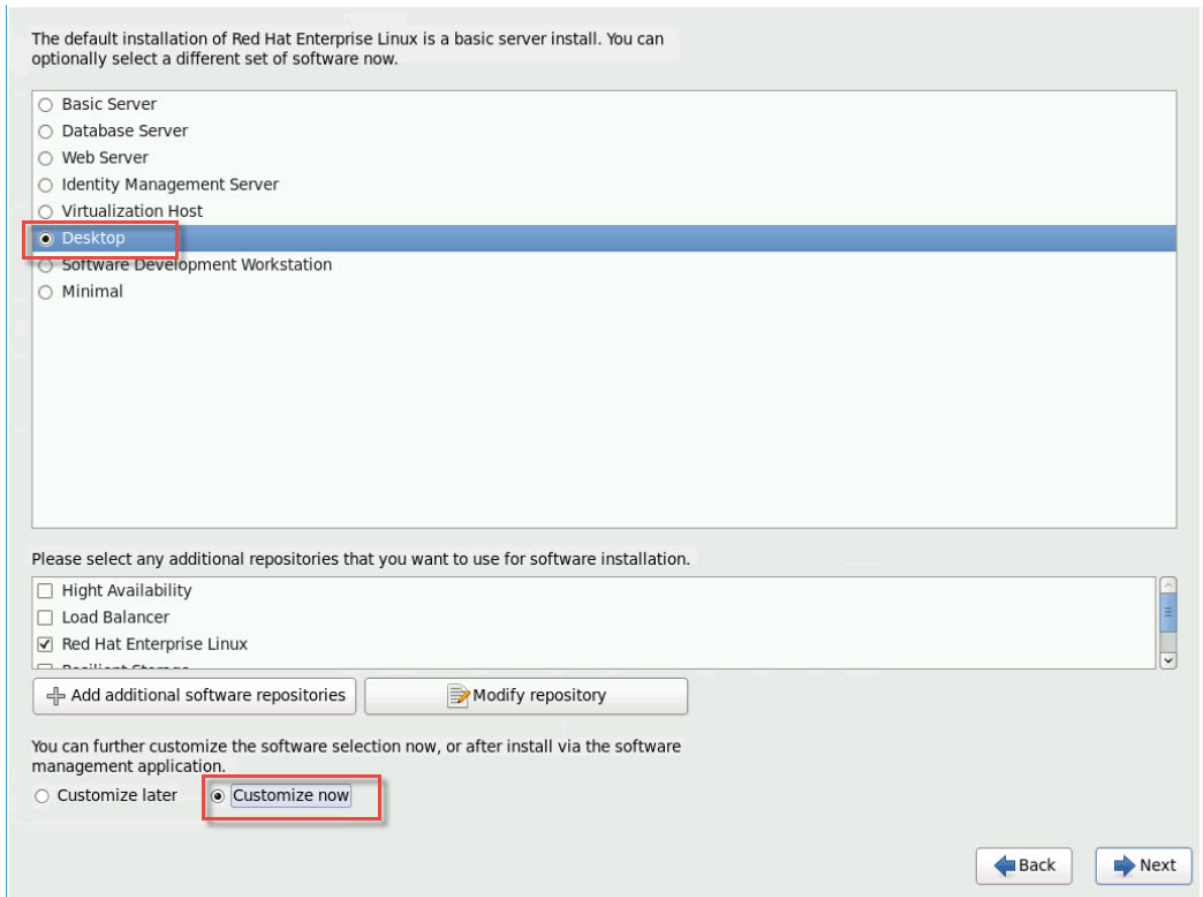 The default installation of Red Hat Enterprise Linux is a basic server install. You can
optionally select a different set of software now.
Basic Server
Database Server
Web Server
Identity Management Server
Virtualization Host
Desktop
Software Development Workstation
Minimal
Please select any additional repositories that you want to use for software installation.
Hight Availability
Load Balancer
Red Hat Enterprise Linux
Resilient Storage
Add additional software repositories
Modify repository
You can further customize the software selection now, or after install via the software
management application.
Customize later
Customize now
Back
Next